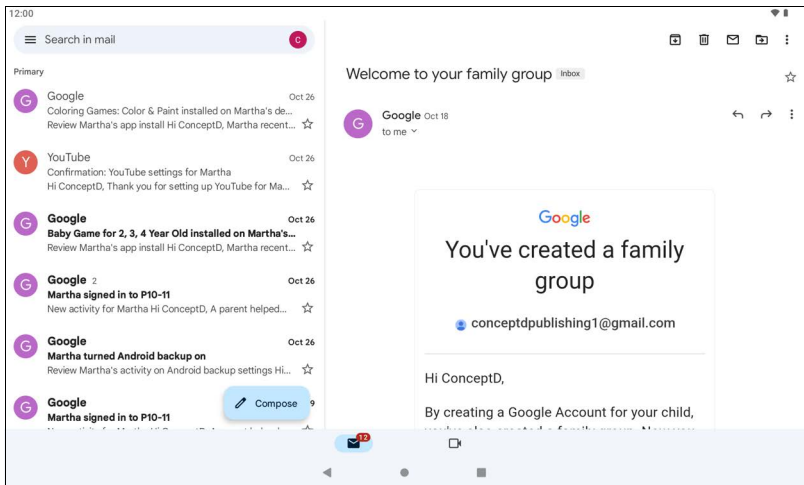 12:00
Search in mail
C
Primary
G
Google
Oct 26
Coloring Games: Color & Paint installed on Martha's de...
Review Martha's app install Hi ConceptD, Martha recent...
Y
YouTube
Oct 26
Confirmation: YouTube settings for Martha
Hi ConceptD, Thank you for setting up YouTube for Ma...
G
Google
Oct 26
Baby Game for 2, 3, 4 Year Old installed on Martha's...
Review Martha's app install Hi ConceptD, Martha recent...
G
Google 2
Oct 26
Martha signed in to P10-11
New activity for Martha Hi ConceptD, A parent helped...
G
Google
Oct 26
Martha turned Android backup on
Review Martha's activity on Android backup settings Hi...
G
Google
9
Martha signed in to P10-11
Compose
12
Welcome to your family group Inbox
G
Google Oct 18
to me
Google
You've created a family
group
conceptdpublishing1@gmail.com
Hi ConceptD,
By creating a Google Account for your child,